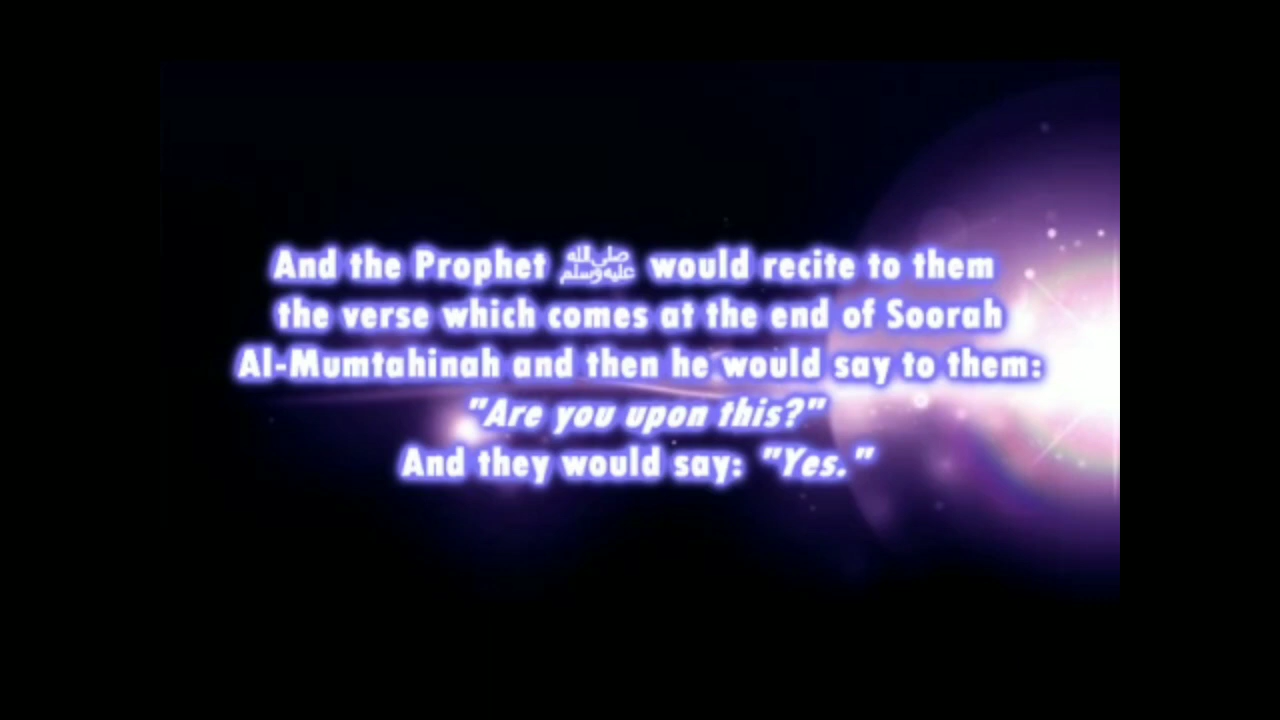 And the Prophet ﷺ would recite to them
the verse which comes at the end of Soorah
Al-Mumtahinah and then he would say to them:
"Are you upon this?"
And they would say: "Yes."